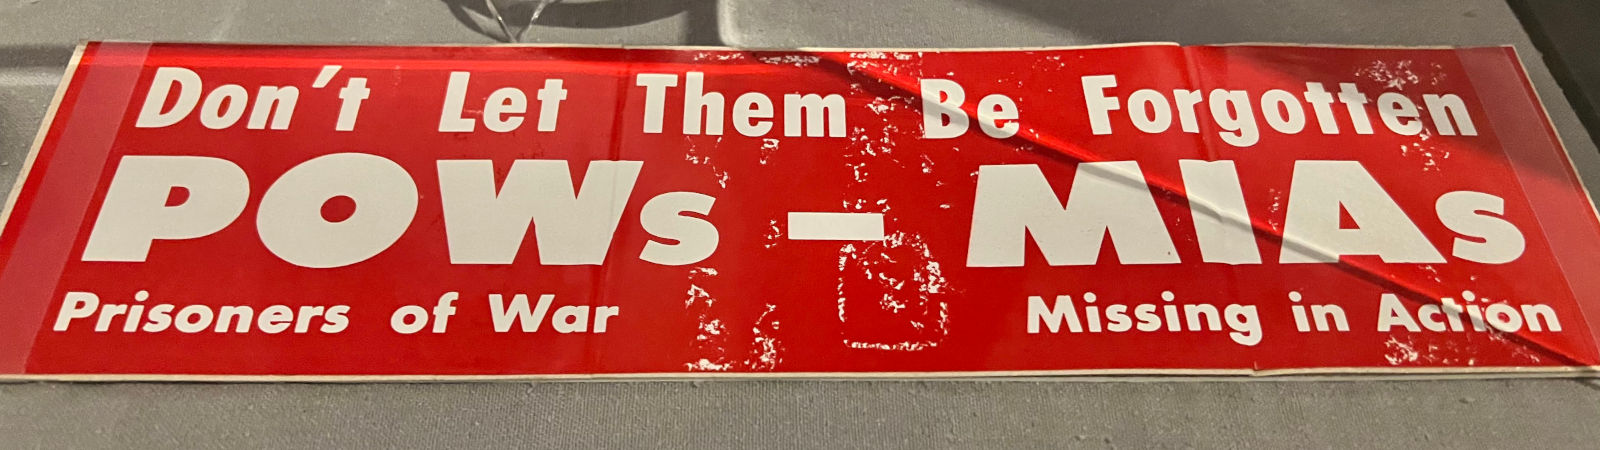 Don't Let Them Be Forgotten
POWs – MIAs
Prisoners of War Missing in Action